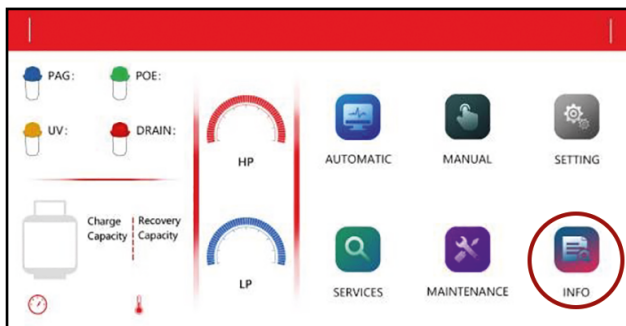 PAG:
POE:
UV:
DRAIN:
Charge
Capacity
Recovery
Capacity
HP
LP
AUTOMATIC
MANUAL
SETTING
SERVICES
MAINTENANCE
INFO